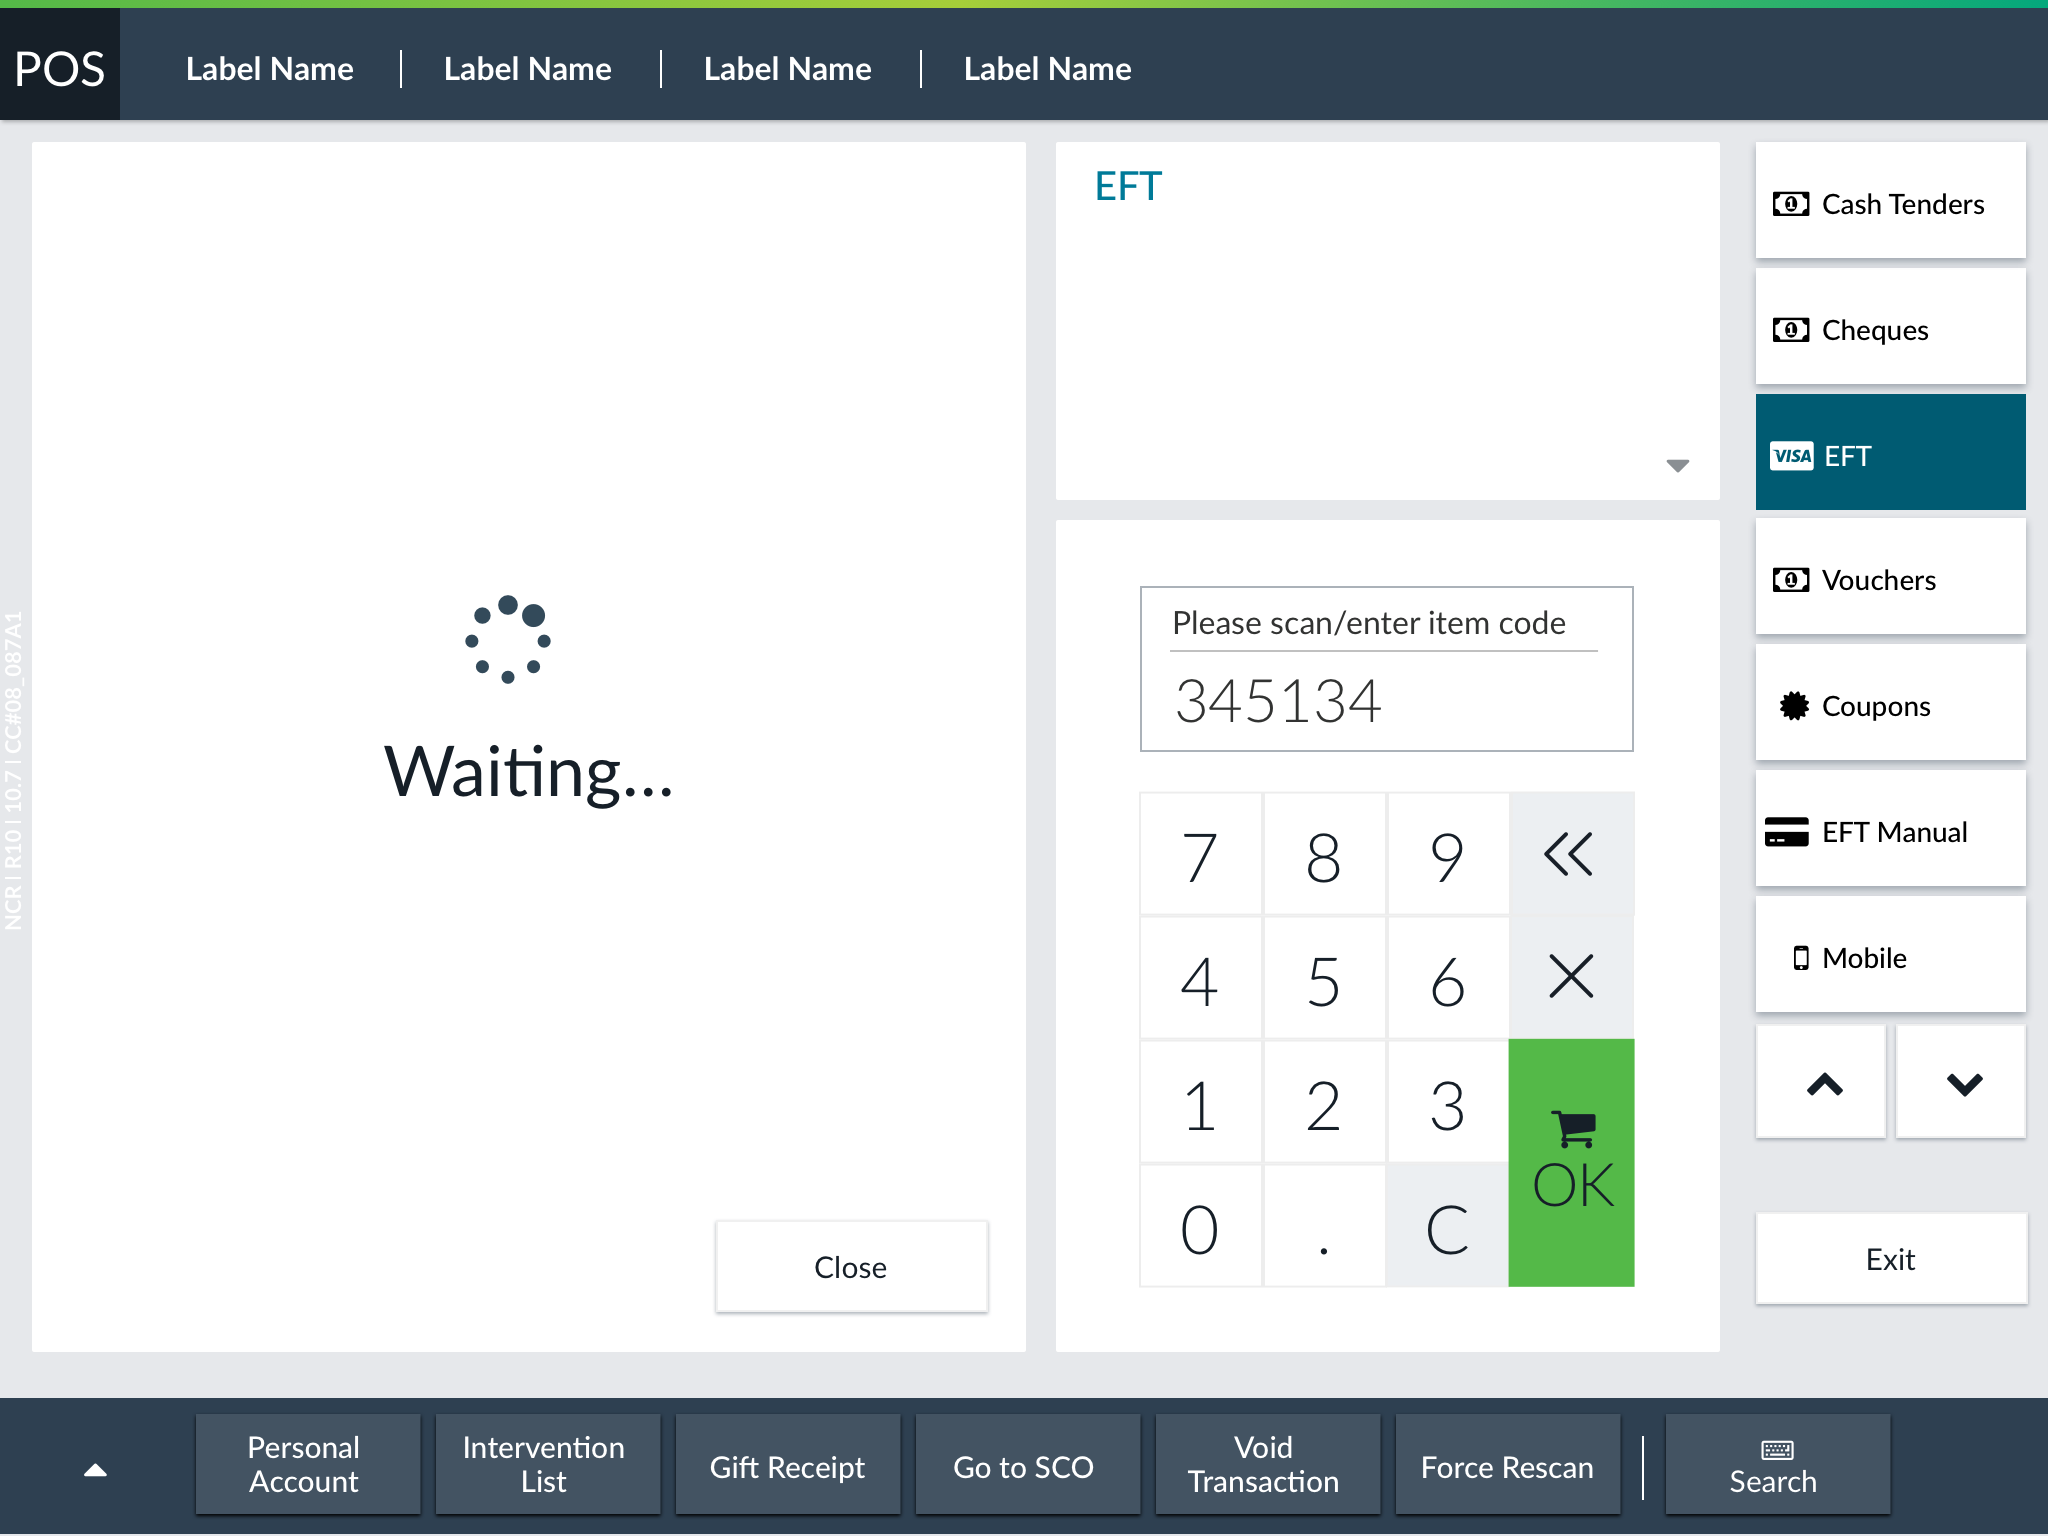 POS
Label Name
Label Name
Label Name
Label Name
NCR | R10 | 10.7 | CC#08_087A1
Waiting...
Close
EFT
Please scan/enter item code
345134
7 8 9
4 5 6
1 2 3
0 . C
OK
Cash Tenders
Cheques
VISA EFT
Vouchers
Coupons
EFT Manual
Mobile
Exit
Personal
Account
Intervention
List
Gift Receipt
Go to SCO
Void
Transaction
Force Rescan
Search